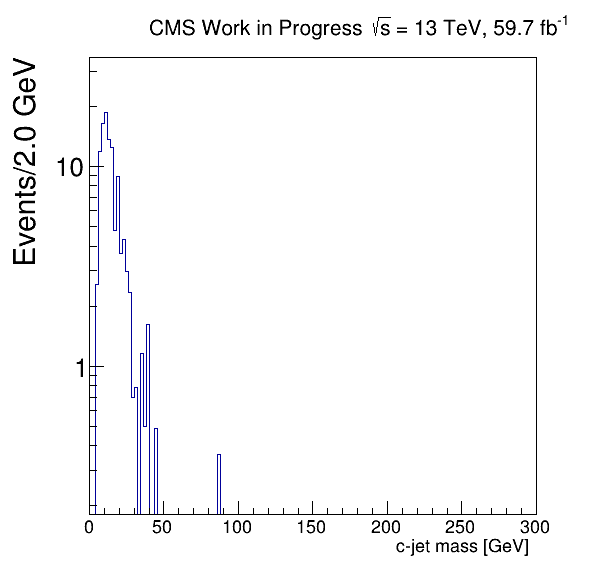 CMS Work in Progress √s = 13 TeV, 59.7 fb⁻¹
Events/2.0 GeV
10
1
0 50 100 150 200 250 300
c-jet mass [GeV]